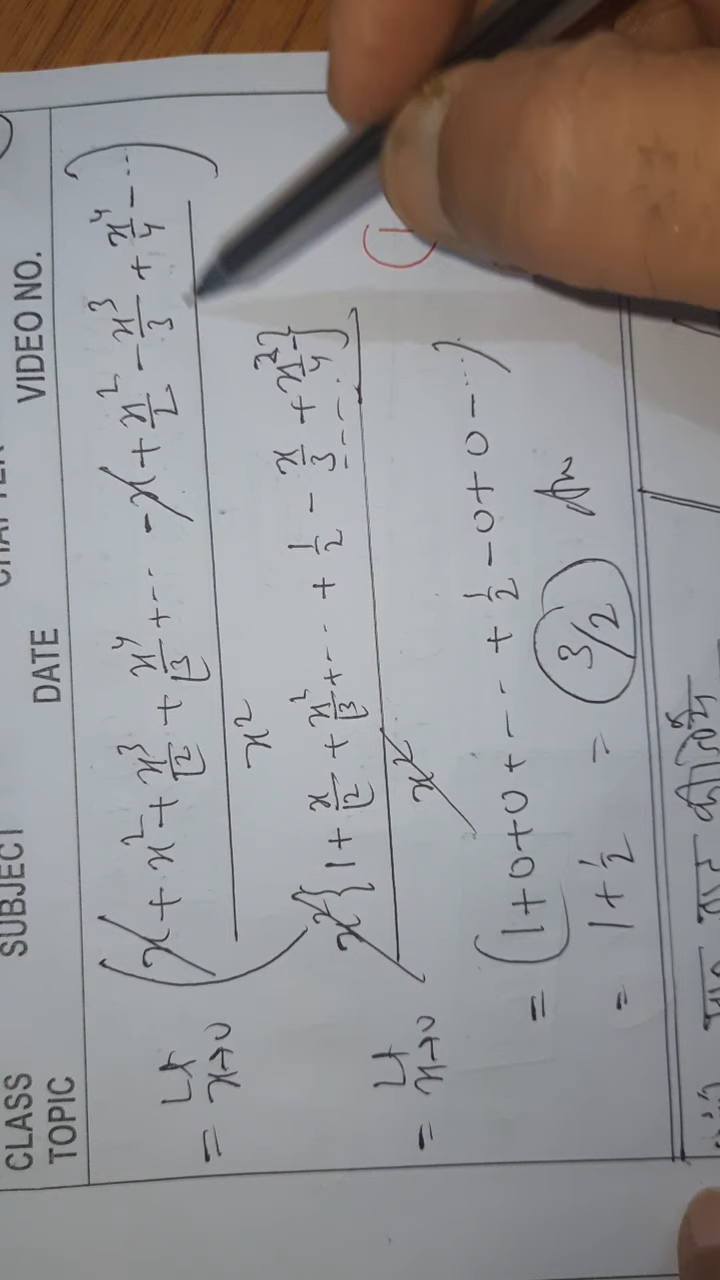 CLASS SUBJECT
TOPIC DATE VIDEO NO.
= Lt x→0 (x + x² + x³/⌊2 + x⁴/⌊3 + ... - x + x²/2 - x³/3 + x⁴/4 - ...) / x²
(1)
= Lt x→0 x²{1 + x/⌊2 + x²/⌊3 + ... + 1/2 - x/3 + x²/4 - ...} / x²
= (1+0+0+ --- + 1/2 -0+0 - ...)
= 1 + 1/2 = 3/2 Ans
मान ज्ञात कीजिये